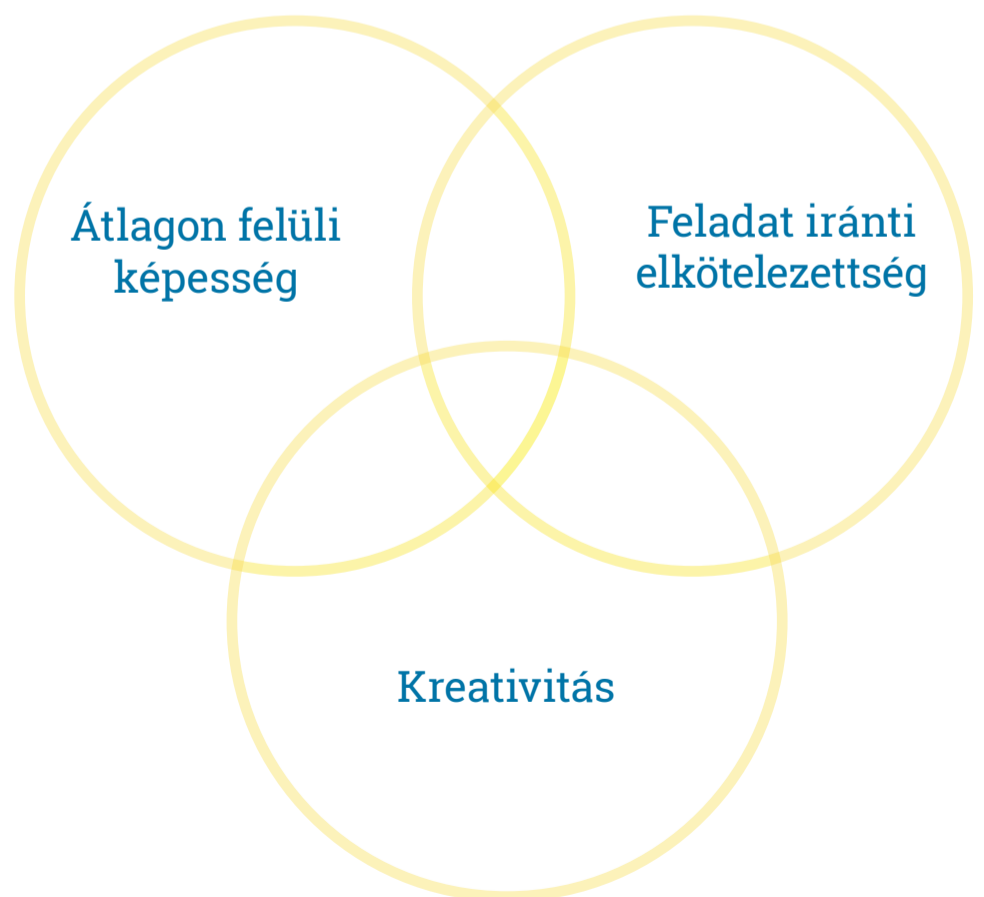 Átlagon felüli
képesség
Feladat iránti
elkötelezettség
Kreativitás